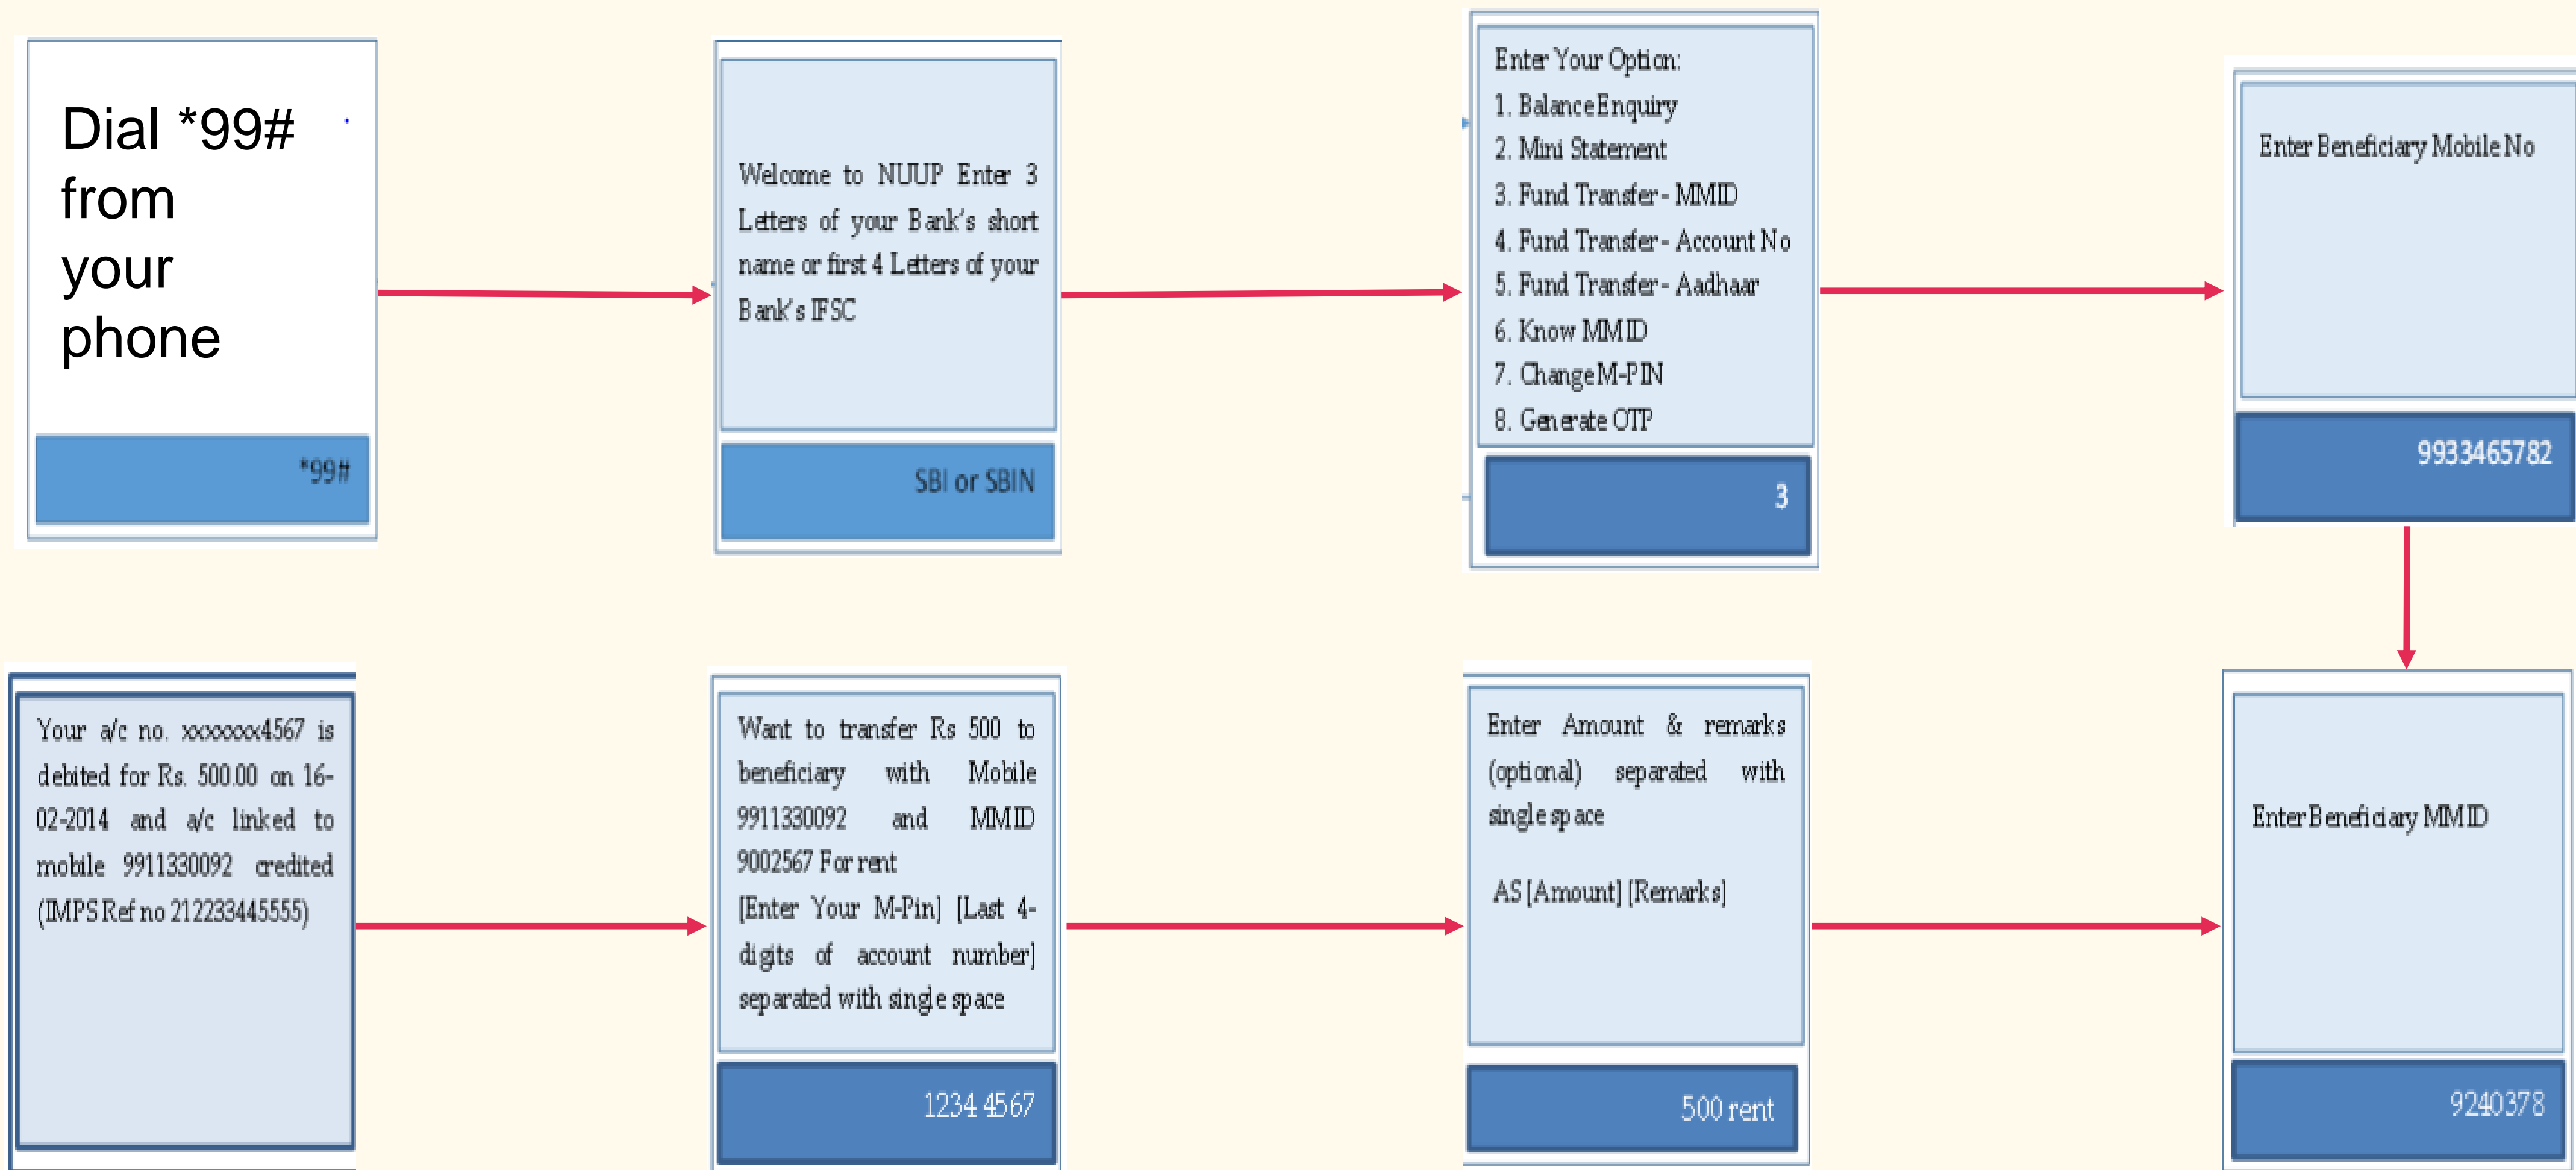 Dial *99#
from
your
phone
*99#
Welcome to NUUP Enter 3
Letters of your Bank's short
name or first 4 Letters of your
Bank's IFSC
SBI or SBIN
Enter Your Option:
1. Balance Enquiry
2. Mini Statement
3. Fund Transfer - MMID
4. Fund Transfer - Account No
5. Fund Transfer - Aadhaar
6. Know MMID
7. Change M-PIN
8. Generate OTP
3
Enter Beneficiary Mobile No
9933465782
Your a/c no. xxxxxxx4567 is
debited for Rs. 500.00 on 16-
02-2014 and a/c linked to
mobile 9911330092 credited
(IMPS Ref no 212233445555)
Want to transfer Rs 500 to
beneficiary with Mobile
9911330092 and MMID
9002567 For rent
[Enter Your M-Pin] [Last 4-
digits of account number]
separated with single space
1234 4567
Enter Amount & remarks
(optional) separated with
single space
AS [Amount] [Remarks]
500 rent
Enter Beneficiary MMID
9240378